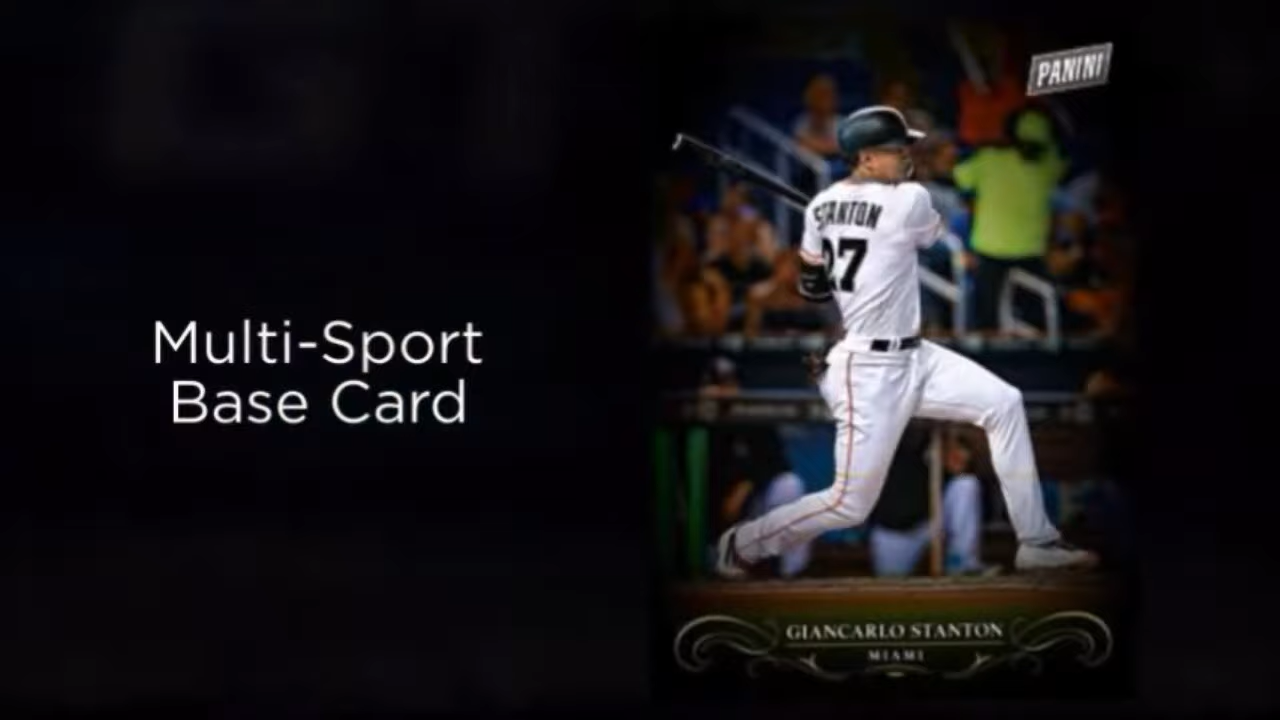 Multi-Sport
Base Card
PANINI
STANTON
27
GIANCARLO STANTON
MIAMI